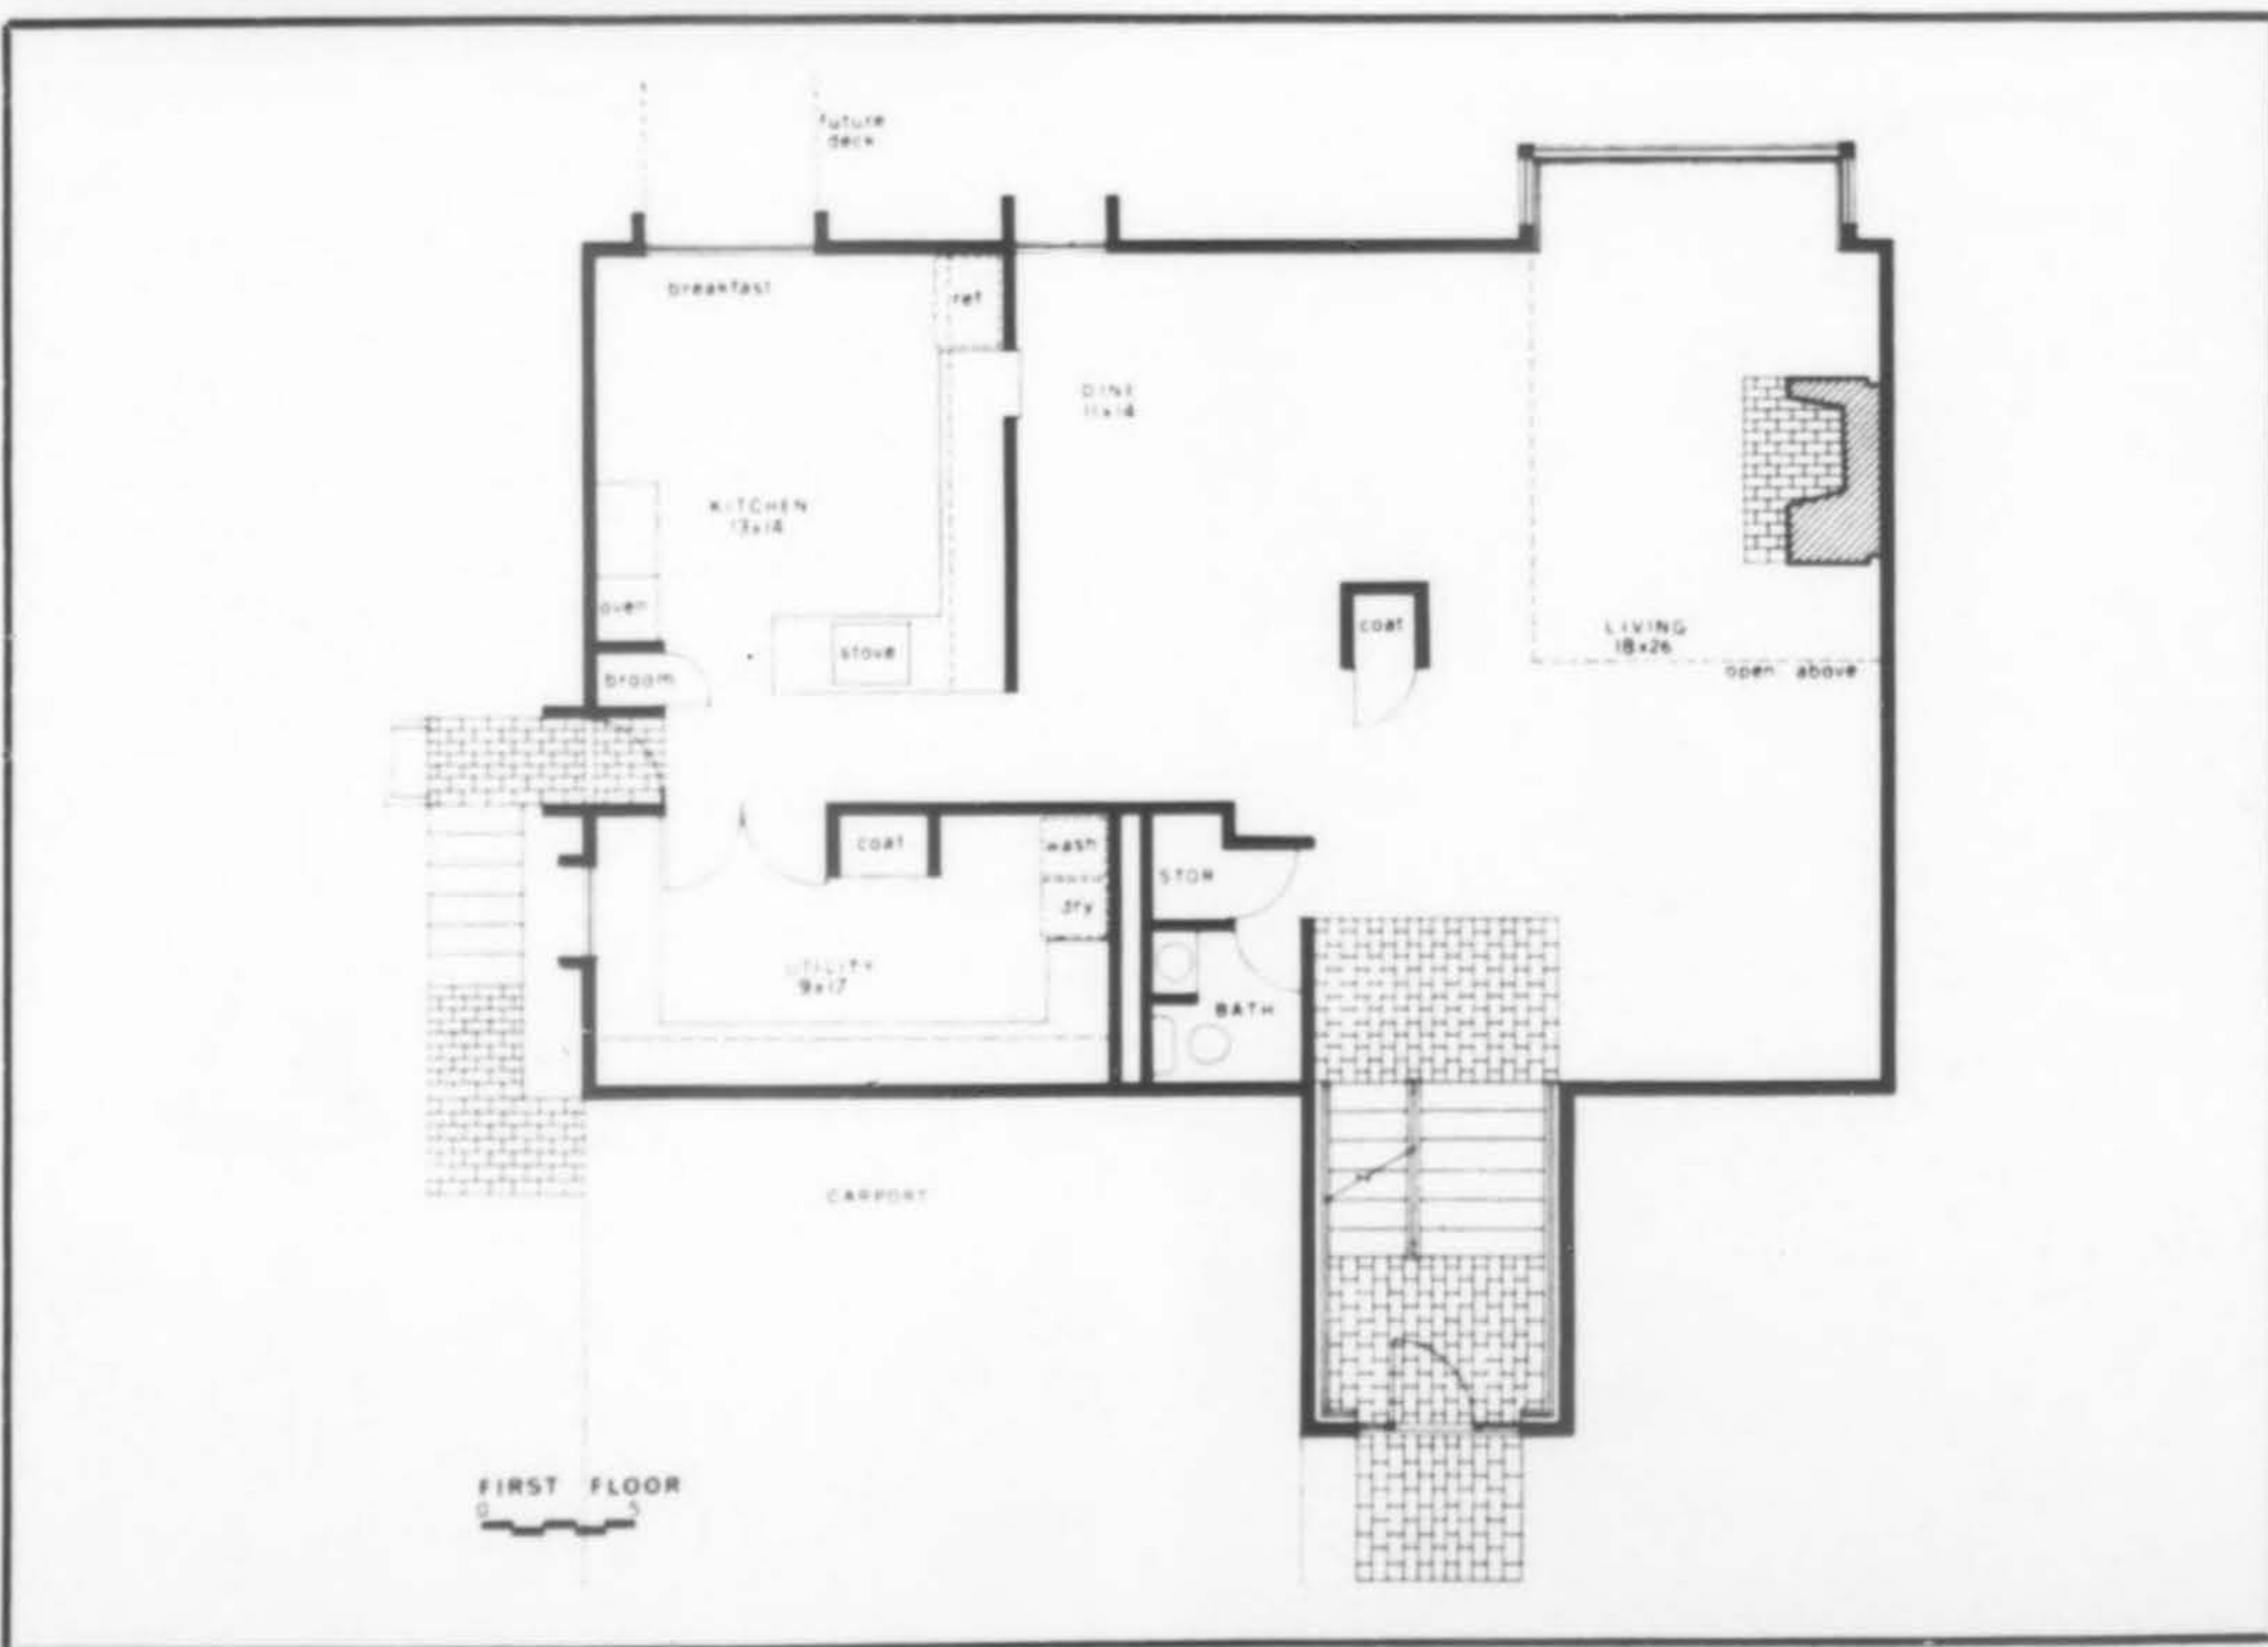 future
deck
breakfast
ref
DINE
11x14
KITCHEN
13x14
oven
stove
broom
coat
LIVING
18x26
open above
coat
wash
dry
STOR
UTILITY
9x17
BATH
CARPORT
FIRST FLOOR
0 5